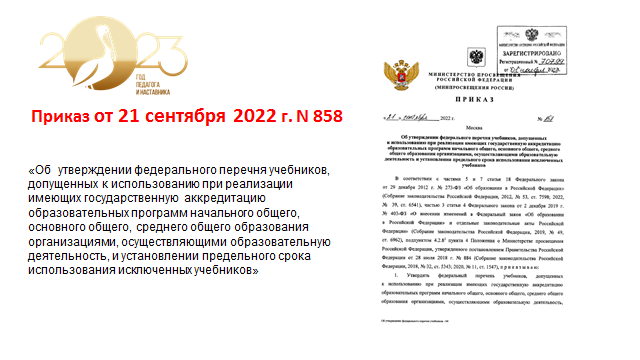 2023
ГОД
ПЕДАГОГА
И НАСТАВНИКА
Приказ от 21 сентября 2022 г. N 858
«Об утверждении федерального перечня учебников,
допущенных к использованию при реализации
имеющих государственную аккредитацию
образовательных программ начального общего,
основного общего, среднего общего образования
организациями, осуществляющими образовательную
деятельность, и установлении предельного срока
использования исключенных учебников»
ЗАРЕГИСТРИРОВАНО
МИНИСТЕРСТВО ПРОСВЕЩЕНИЯ
РОССИЙСКОЙ ФЕДЕРАЦИИ
(МИНПРОСВЕЩЕНИЯ РОССИИ)
ПРИКАЗ
2022 г.
№ 858
Москва
Об утверждении федерального перечня учебников, допущенных
к использованию при реализации имеющих государственную аккредитацию
образовательных программ начального общего, основного общего, среднего
общего образования организациями, осуществляющими образовательную
деятельность и установления предельного срока использования исключенных
учебников
В соответствии с частями 5 и 7 статьи 18 Федерального закона
от 29 декабря 2012 г. № 273-ФЗ «Об образовании в Российской Федерации»
(Собрание законодательства Российской Федерации, 2012, № 53, ст. 7598; 2022,
№ 39, ст. 6541), частью 3 статьи 6 Федерального закона от 2 декабря 2019 г.
№ 403-ФЗ «О внесении изменений в Федеральный закон «Об образовании
в Российской Федерации» и отдельные законодательные акты Российской
Федерации» (Собрание законодательства Российской Федерации, 2019, № 49,
ст. 6962), подпунктом 4.2.8 пункта 4 Положения о Министерстве просвещения
Российской Федерации, утвержденного постановлением Правительства Российской
Федерации от 28 июля 2018 г. № 884 (Собрание законодательства Российской
Федерации, 2018, № 32, ст. 5343; 2020, № 11, ст. 1547), приказываю:
1. Утвердить федеральный перечень учебников, допущенных
к использованию при реализации имеющих государственную аккредитацию
образовательных программ начального общего, основного общего, среднего общего
образования организациями, осуществляющими образовательную деятельность,